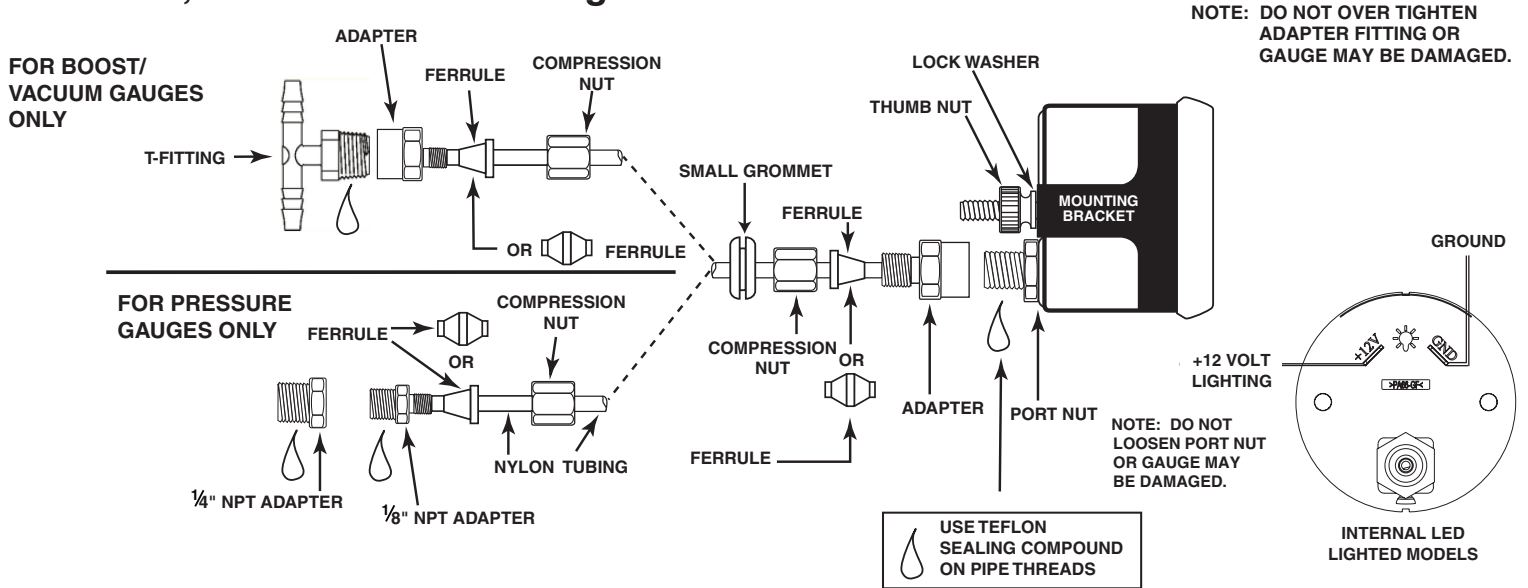 NOTE: DO NOT OVER TIGHTEN
ADAPTER FITTING OR
GAUGE MAY BE DAMAGED.
FOR BOOST/
VACUUM GAUGES
ONLY
ADAPTER
FERRULE
COMPRESSION
NUT
T-FITTING
OR
FERRULE
LOCK WASHER
THUMB NUT
SMALL GROMMET
FERRULE
MOUNTING
BRACKET
COMPRESSION
NUT
OR
FERRULE
ADAPTER
PORT NUT
FOR PRESSURE
GAUGES ONLY
FERRULE
OR
COMPRESSION
NUT
NYLON TUBING
1/4" NPT ADAPTER
1/8" NPT ADAPTER
NOTE: DO NOT
LOOSEN PORT NUT
OR GAUGE MAY
BE DAMAGED.
USE TEFLON
SEALING COMPOUND
ON PIPE THREADS
GROUND
+12 VOLT
LIGHTING
+12V
GND
>PA66-GF<
INTERNAL LED
LIGHTED MODELS